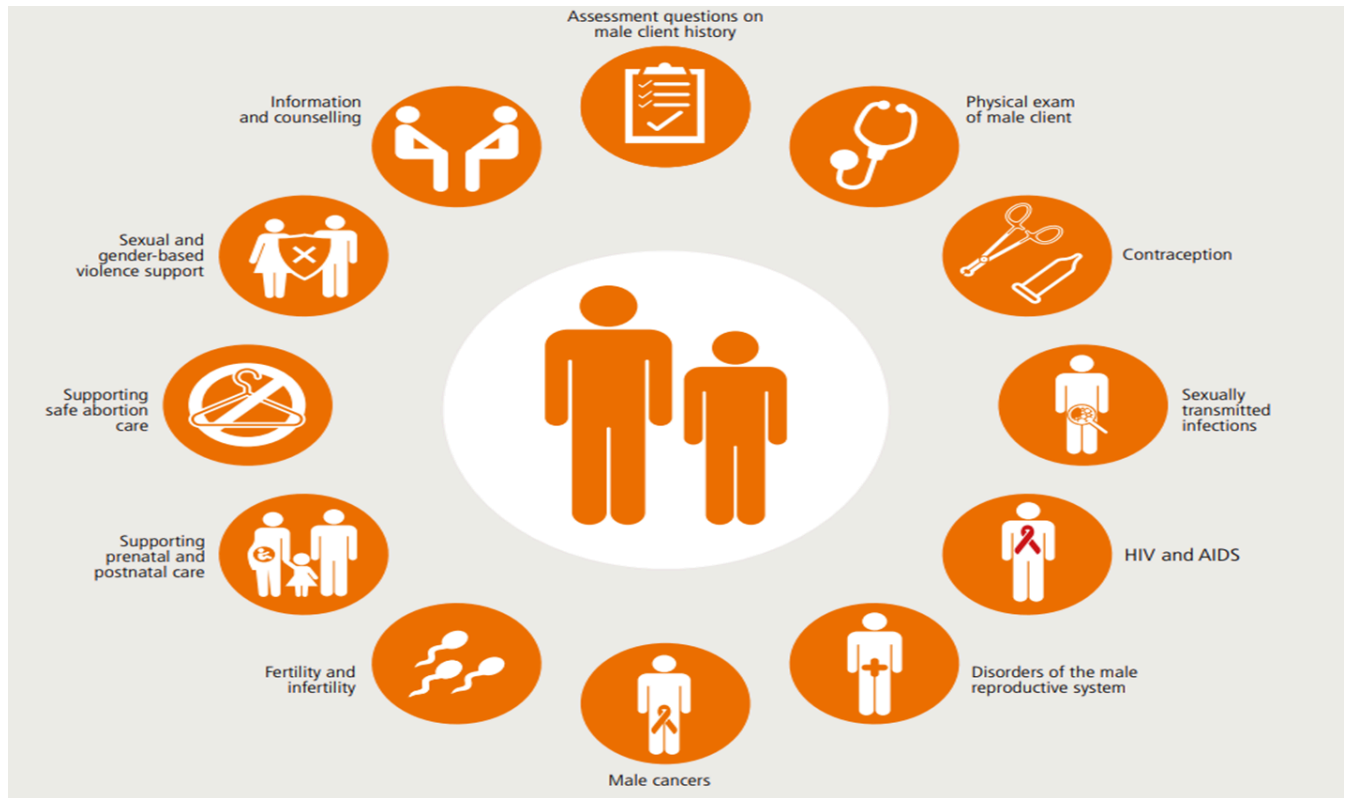 Assessment questions on
male client history
Physical exam
of male client
Contraception
Sexually
transmitted
infections
HIV and AIDS
Disorders of the male
reproductive system
Male cancers
Fertility and
infertility
Supporting
prenatal and
postnatal care
Supporting
safe abortion
care
Sexual and
gender-based
violence support
Information
and counselling